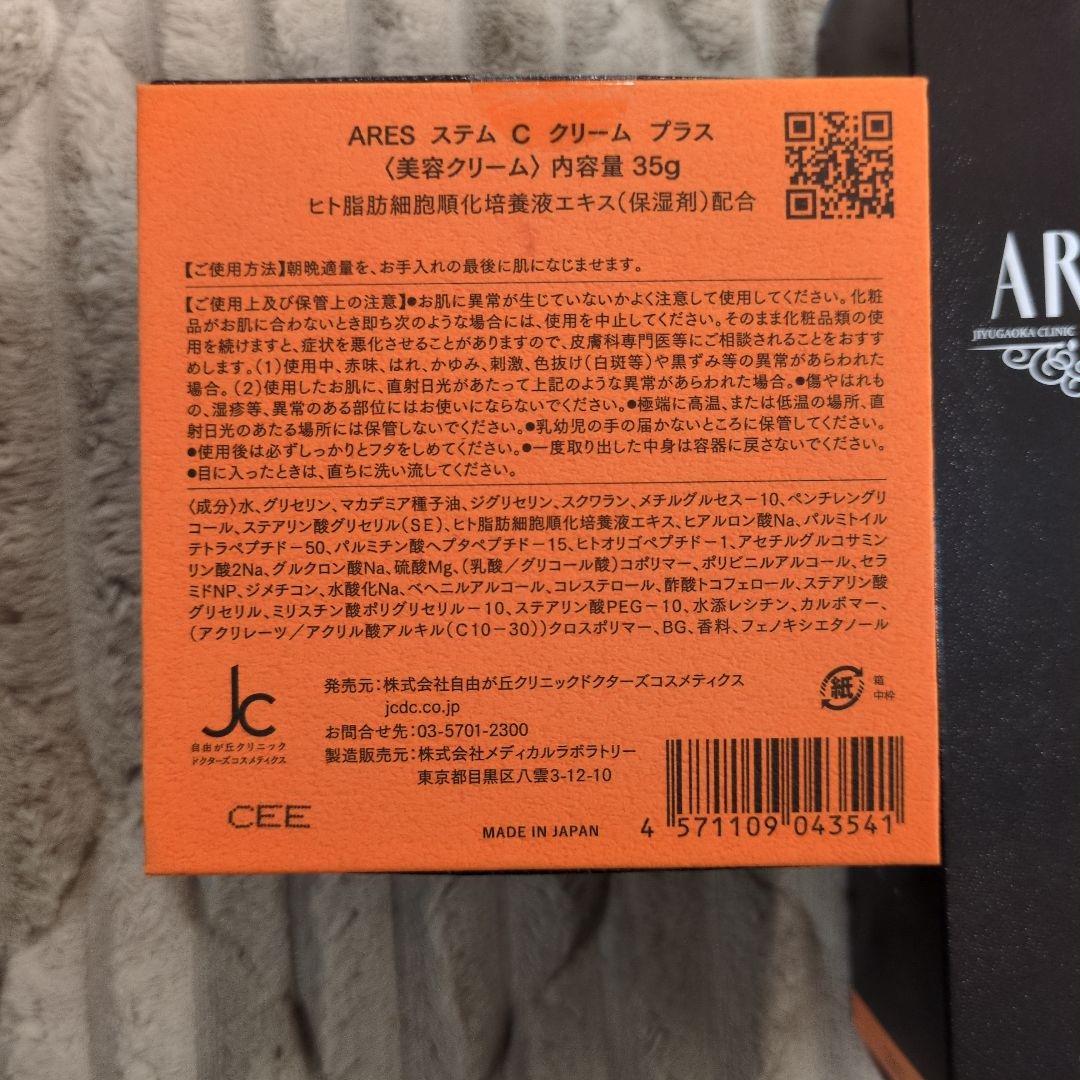 ARES ステム C クリーム プラス
〈美容クリーム〉内容量 35g
ヒト脂肪細胞順化培養液エキス(保湿剤)配合
【ご使用方法】朝晩適量を、お手入れの最後に肌になじませます。
【ご使用上及び保管上の注意】●お肌に異常が生じていないかよく注意して使用してください。化粧
品がお肌に合わないとき即ち次のような場合には、使用を中止してください。そのまま化粧品類の使
用を続けますと、症状を悪化させることがありますので、皮膚科専門医等にご相談されることをおすす
めします。(1)使用中、赤味、はれ、かゆみ、刺激、色抜け(白斑等)や黒ずみ等の異常があらわれた
場合。(2)使用したお肌に、直射日光があたって上記のような異常があらわれた場合。●傷やはれも
の、湿疹等、異常のある部位にはお使いにならないでください。●極端に高温、または低温の場所、直
射日光のあたる場所には保管しないでください。●乳幼児の手の届かないところに保管してください。
●使用後は必ずしっかりとフタをしめてください。●一度取り出した中身は容器に戻さないでください。
●目に入ったときは、直ちに洗い流してください。
〈成分〉水、グリセリン、マカデミア種子油、ジグリセリン、スクワラン、メチルグルセス－10、ペンチレングリ
コール、ステアリン酸グリセリル(SE)、ヒト脂肪細胞順化培養液エキス、ヒアルロン酸Na、パルミトイル
テトラペプチド－50、パルミチン酸ヘプタペプチド－15、ヒトオリゴペプチド－1、アセチルグルコサミン
リン酸2Na、グルクロン酸Na、硫酸Mg、(乳酸／グリコール酸)コポリマー、ポリビニルアルコール、セラ
ミドNP、ジメチコン、水酸化Na、ベヘニルアルコール、コレステロール、酢酸トコフェロール、ステアリン酸
グリセリル、ミリスチン酸ポリグリセリル－10、ステアリン酸PEG－10、水添レシチン、カルボマー、
(アクリレーツ／アクリル酸アルキル(C10－30))クロスポリマー、BG、香料、フェノキシエタノール
JC
自由が丘クリニック
ドクターズコスメティクス
発売元：株式会社自由が丘クリニックドクターズコスメティクス
jcdc.co.jp
お問合せ先：03-5701-2300
製造販売元：株式会社メディカルラボラトリー
東京都目黒区八雲3-12-10
紙
箱
中枠
CEE
MADE IN JAPAN
4 571109 043541
AR
JIYUGAOKA CLINIC